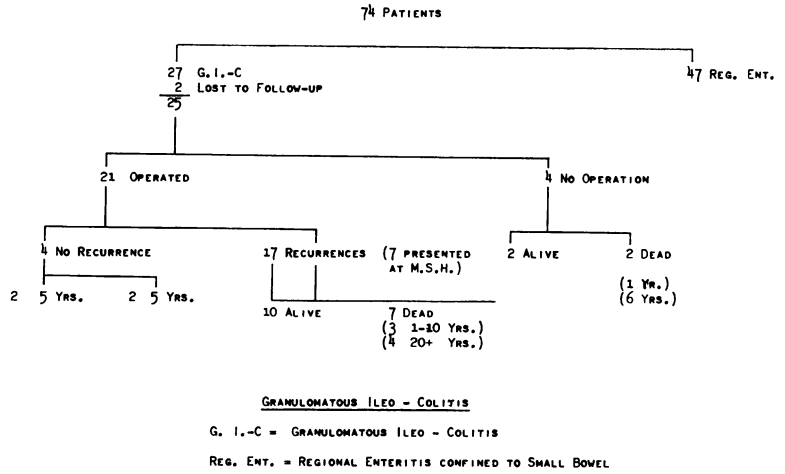 74 PATIENTS
27 G. I.-C
2 LOST TO FOLLOW-UP
25
47 REG. ENT.
21 OPERATED
4 NO OPERATION
4 NO RECURRENCE
17 RECURRENCES (7 PRESENTED
AT M.S.H.)
2 ALIVE
2 DEAD
(1 YR.)
(6 YRS.)
2 5 YRS.
2 5 YRS.
10 ALIVE
7 DEAD
(3 1-10 YRS.)
(4 20+ YRS.)
GRANULOMATOUS ILEO - COLITIS
G. I.-C = GRANULOMATOUS ILEO - COLITIS
REG. ENT. = REGIONAL ENTERITIS CONFINED TO SMALL BOWEL